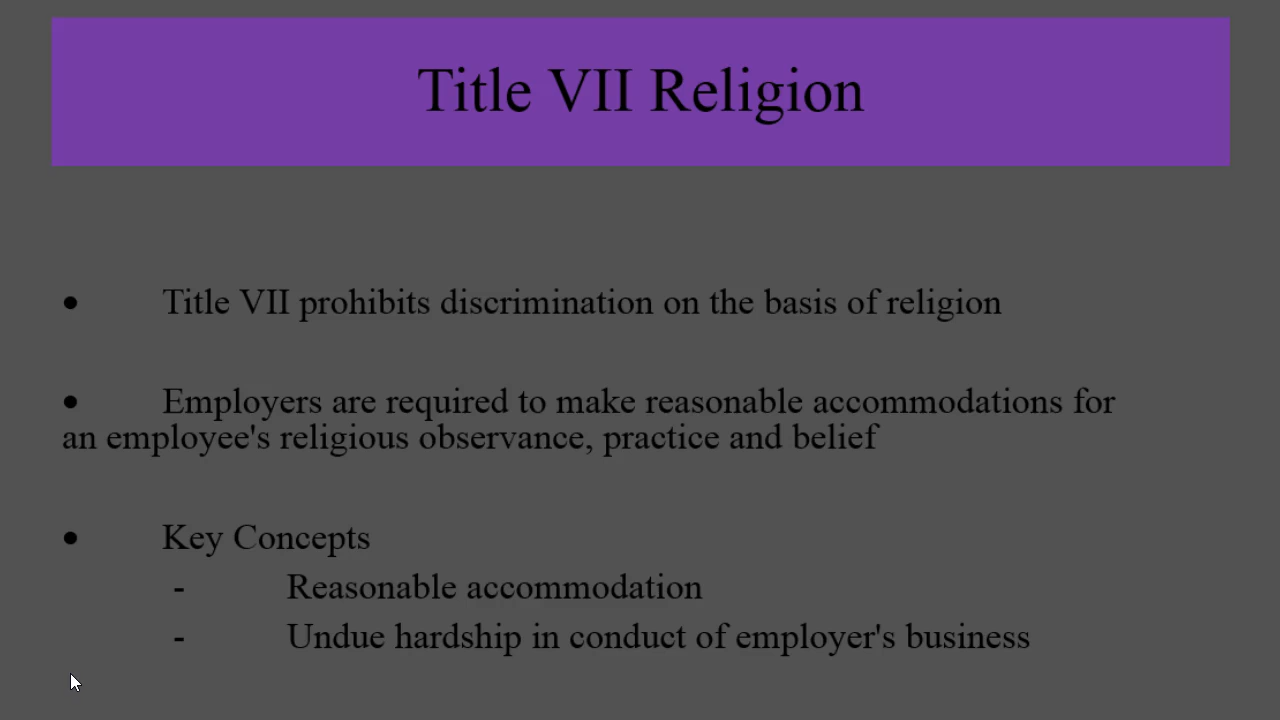 Title VII Religion
• Title VII prohibits discrimination on the basis of religion
• Employers are required to make reasonable accommodations for
an employee's religious observance, practice and belief
• Key Concepts
- Reasonable accommodation
- Undue hardship in conduct of employer's business